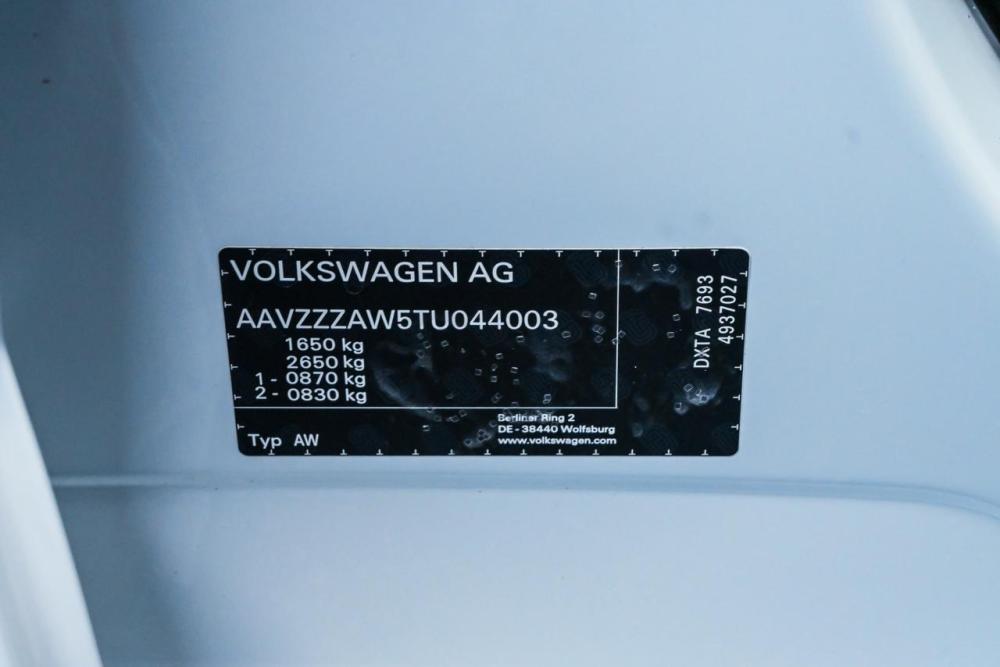 VOLKSWAGEN AG
AAVZZZAW5TU044003
1650 kg
2650 kg
1 - 0870 kg
2 - 0830 kg
Typ AW
Berliner Ring 2
DE - 38440 Wolfsburg
www.volkswagen.com
DXTA 7693
4937027